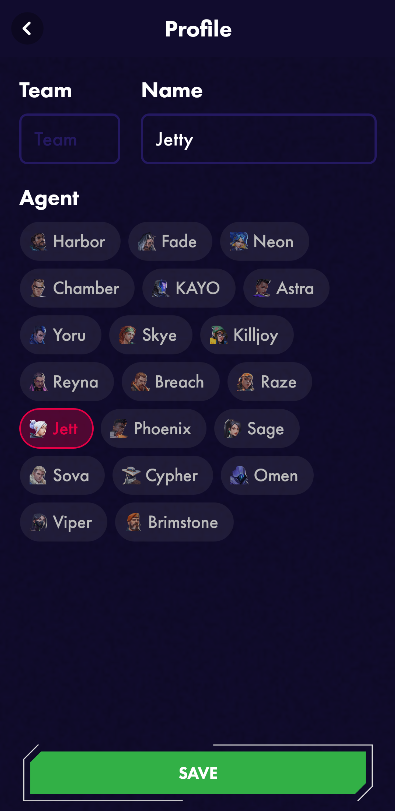 Profile
Team Name
Team Jetty
Agent
Harbor Fade Neon
Chamber KAYO Astra
Yoru Skye Killjoy
Reyna Breach Raze
Jett Phoenix Sage
Sova Cypher Omen
Viper Brimstone
SAVE